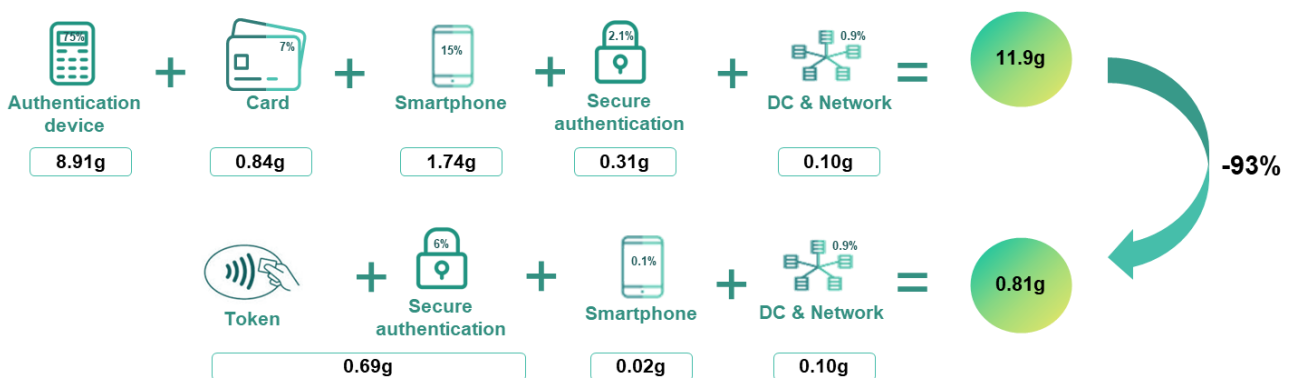 75%
7%
15%
2.1%
0.9%
Authentication
device
Card
Smartphone
Secure
authentication
DC & Network
11.9g
8.91g
0.84g
1.74g
0.31g
0.10g
-93%
6%
0.1%
0.9%
Token
Secure
authentication
Smartphone
DC & Network
0.81g
0.69g
0.02g
0.10g